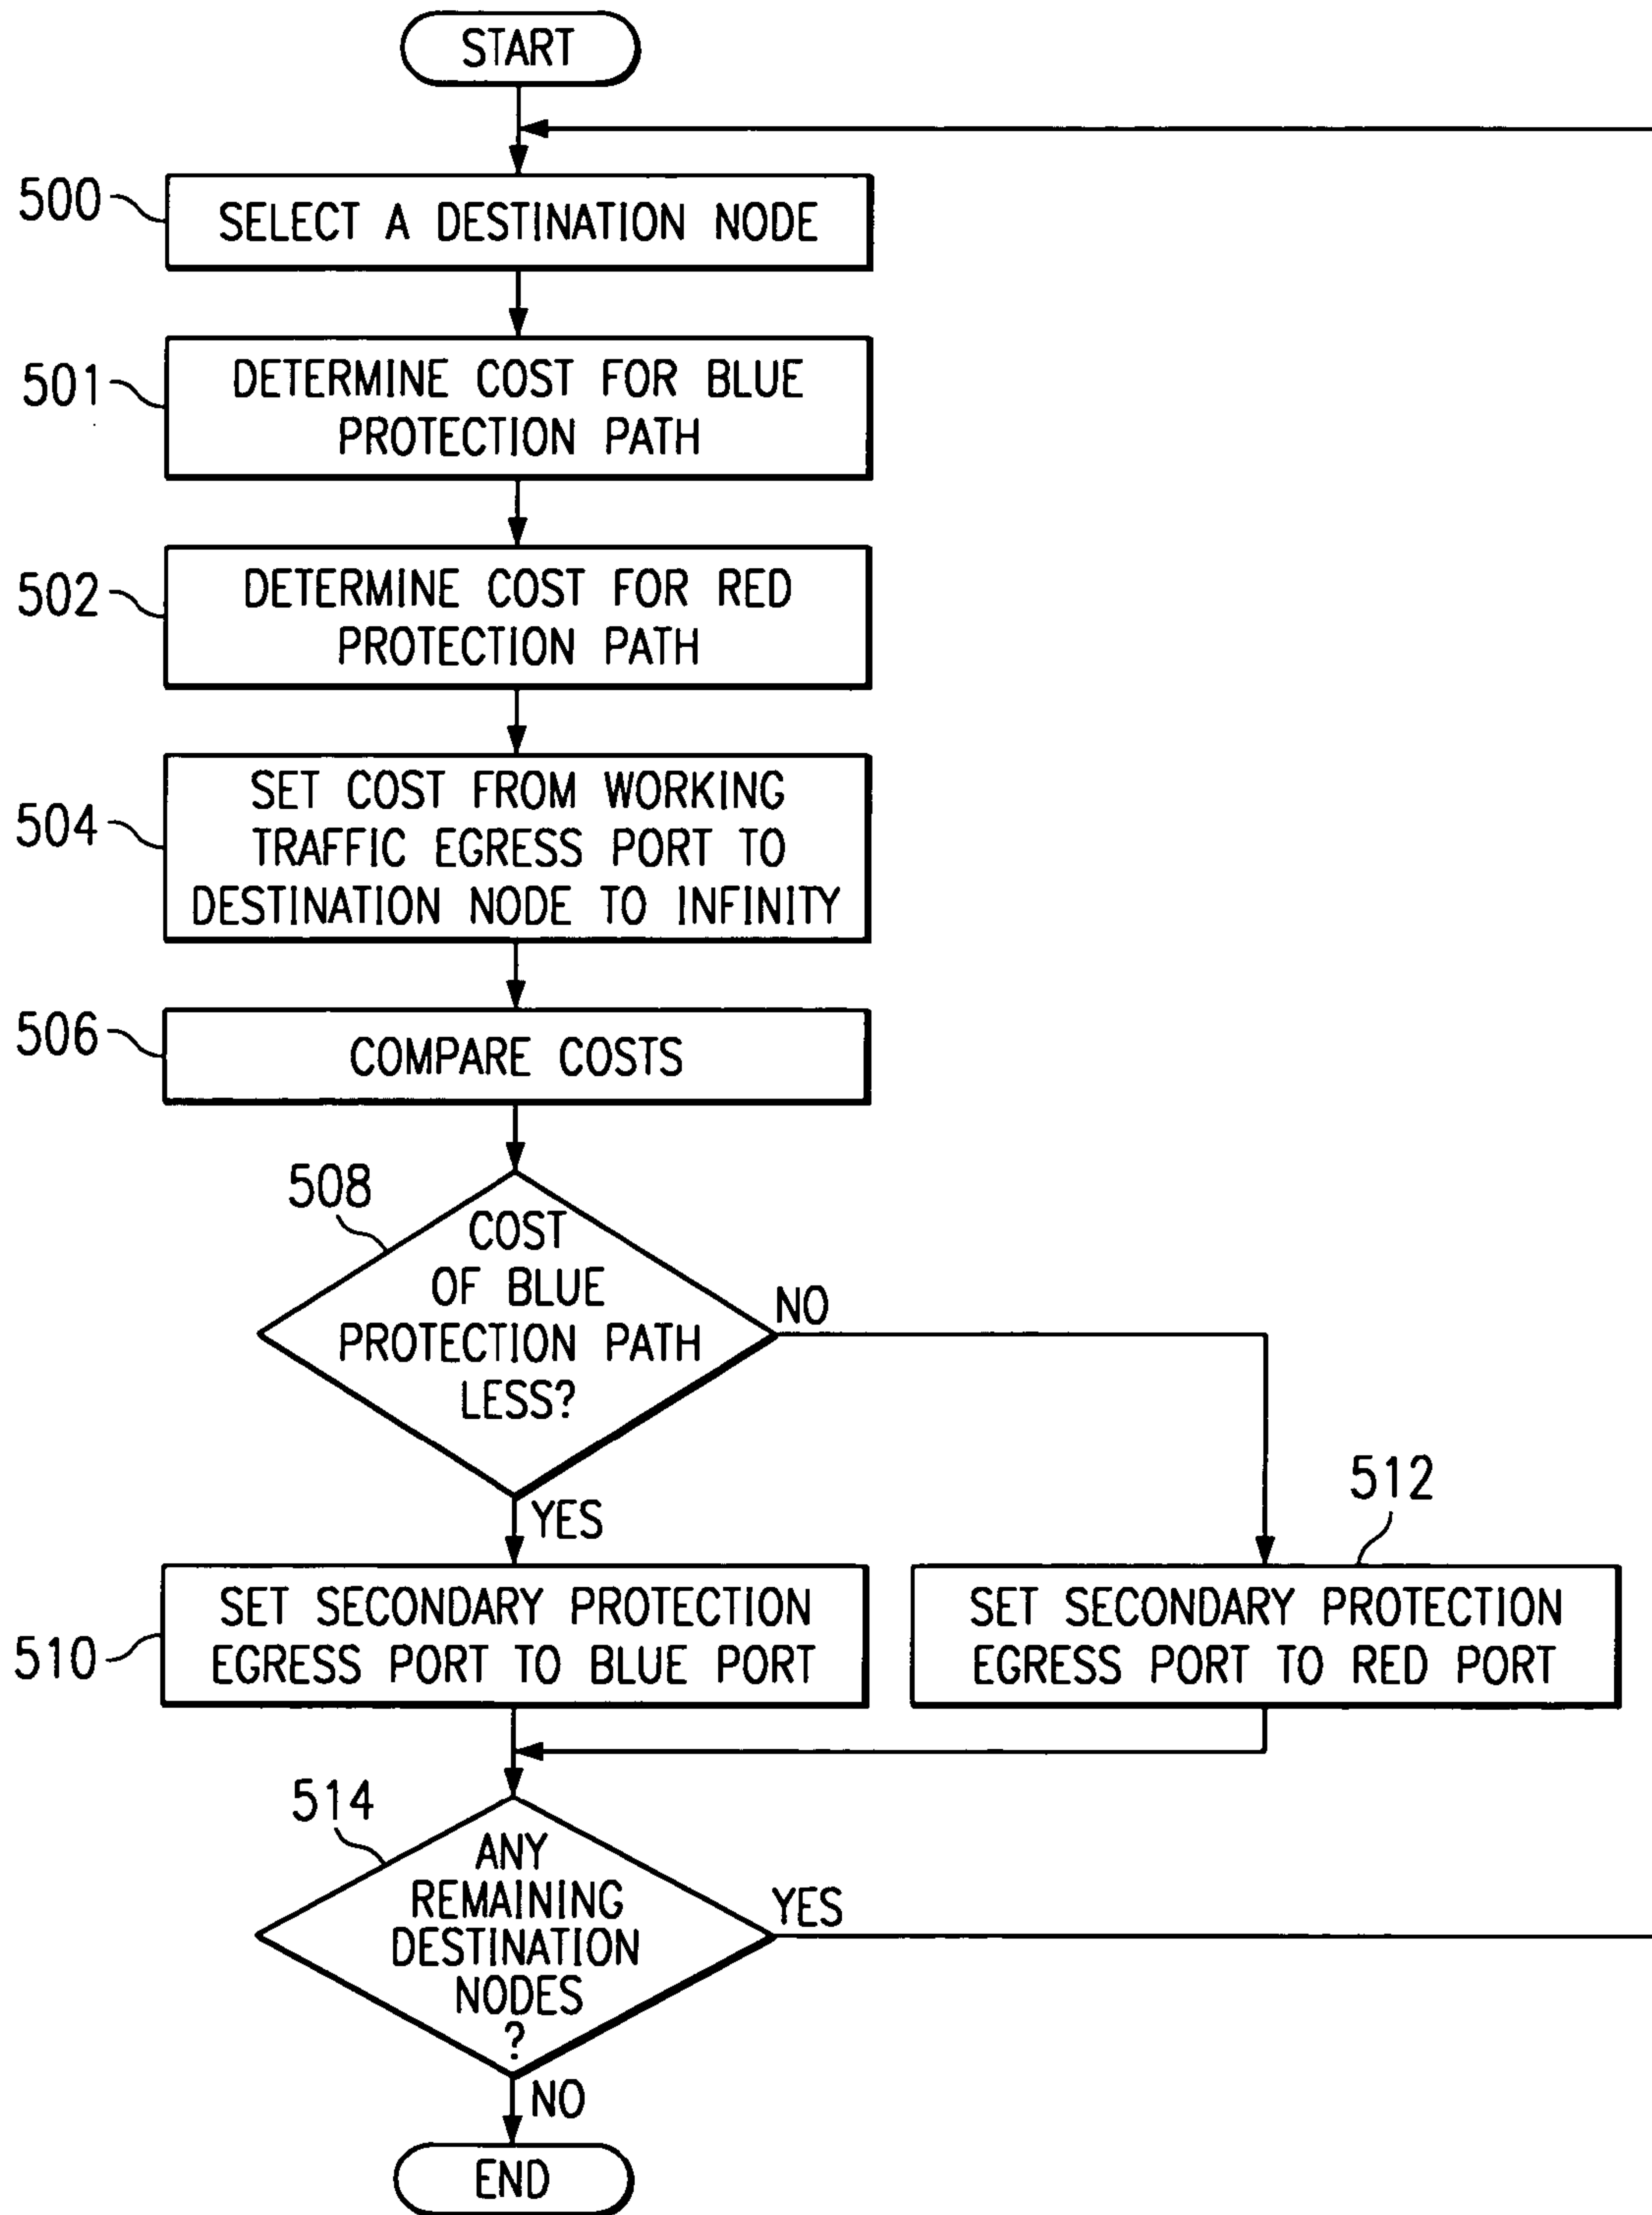 START
500
SELECT A DESTINATION NODE
501
DETERMINE COST FOR BLUE
PROTECTION PATH
502
DETERMINE COST FOR RED
PROTECTION PATH
504
SET COST FROM WORKING
TRAFFIC EGRESS PORT TO
DESTINATION NODE TO INFINITY
506
COMPARE COSTS
508
COST
OF BLUE
PROTECTION PATH
LESS?
NO
YES
512
510
SET SECONDARY PROTECTION
EGRESS PORT TO BLUE PORT
SET SECONDARY PROTECTION
EGRESS PORT TO RED PORT
514
ANY
REMAINING
DESTINATION
NODES
?
YES
NO
END